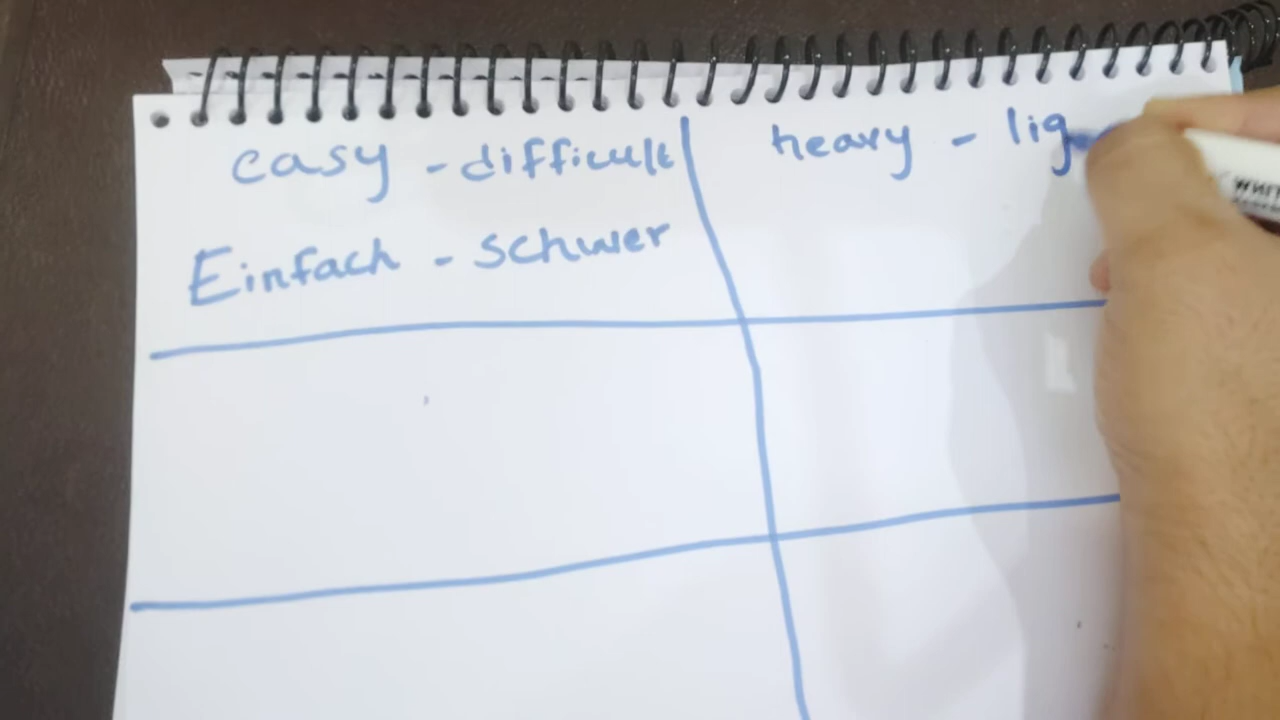 easy - difficult
heavy - lig
Einfach - schwer